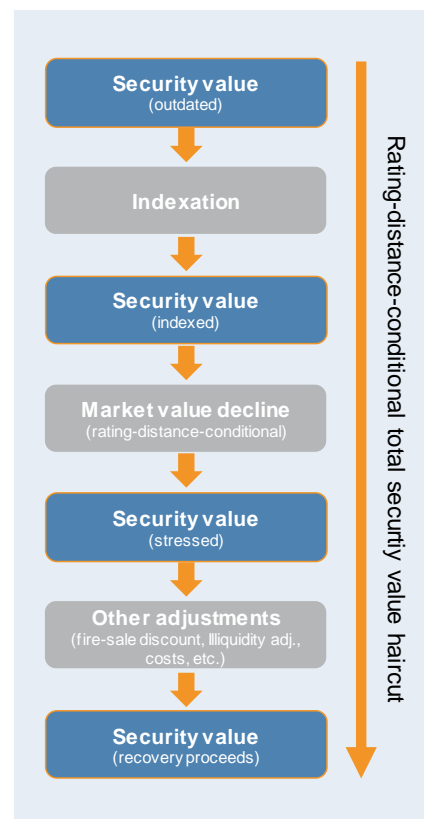 Security value
(outdated)
Indexation
Security value
(indexed)
Market value decline
(rating-distance-conditional)
Security value
(stressed)
Other adjustments
(fire-sale discount, Illiquidity adj.,
costs, etc.)
Security value
(recovery proceeds)
Rating-distance-conditional total securtiy value haircut